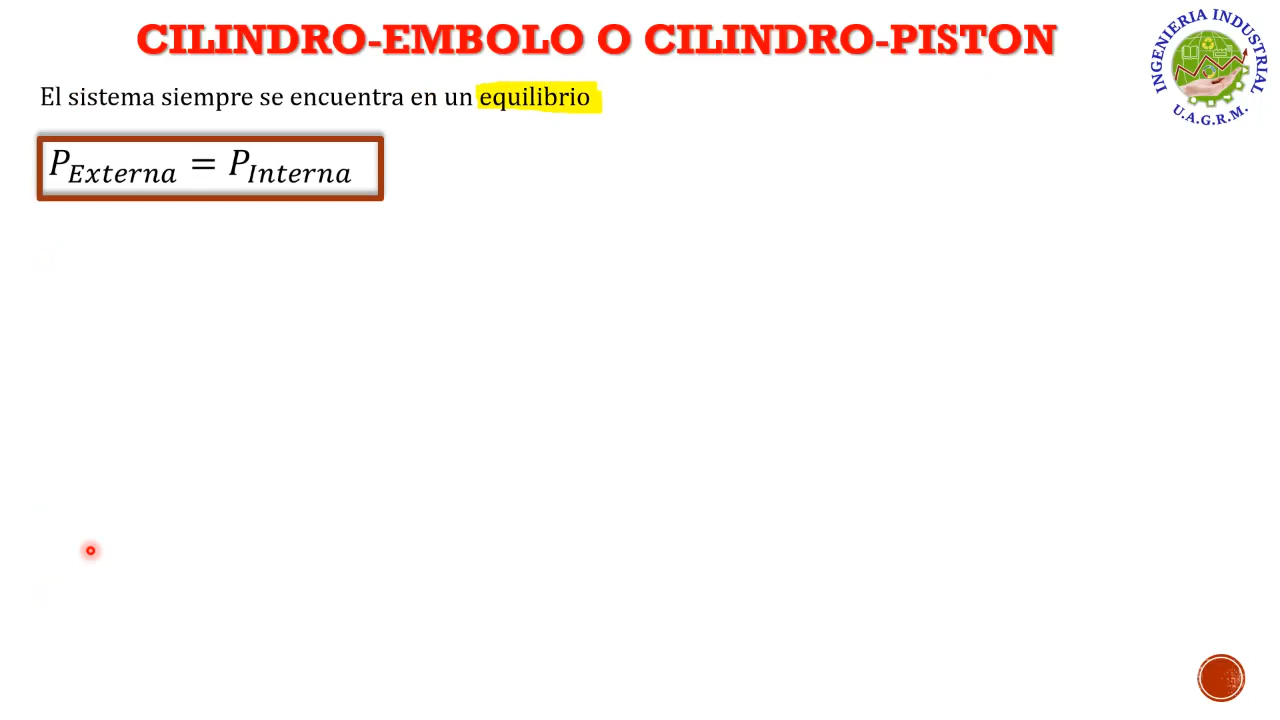 CILINDRO-EMBOLO O CILINDRO-PISTON
INGENIERIA INDUSTRIAL
U.A.G.R.M.
El sistema siempre se encuentra en un equilibrio
P_Externa = P_Interna